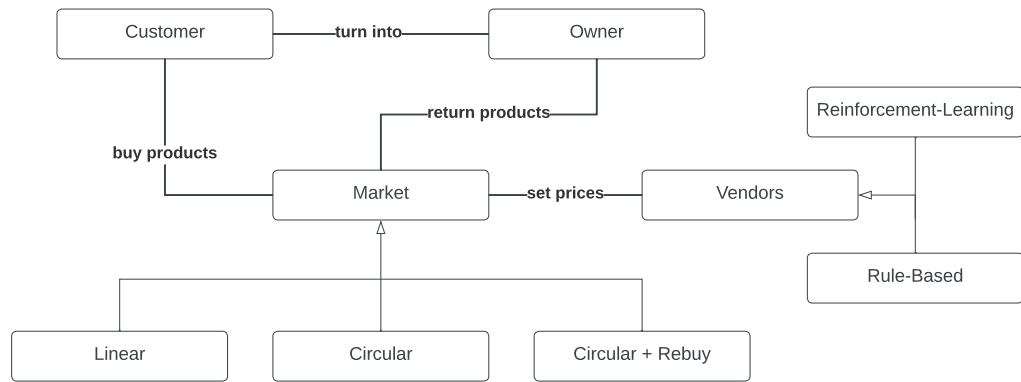 Customer
turn into
Owner
Reinforcement-Learning
return products
buy products
Market
set prices
Vendors
Rule-Based
Linear
Circular
Circular + Rebuy